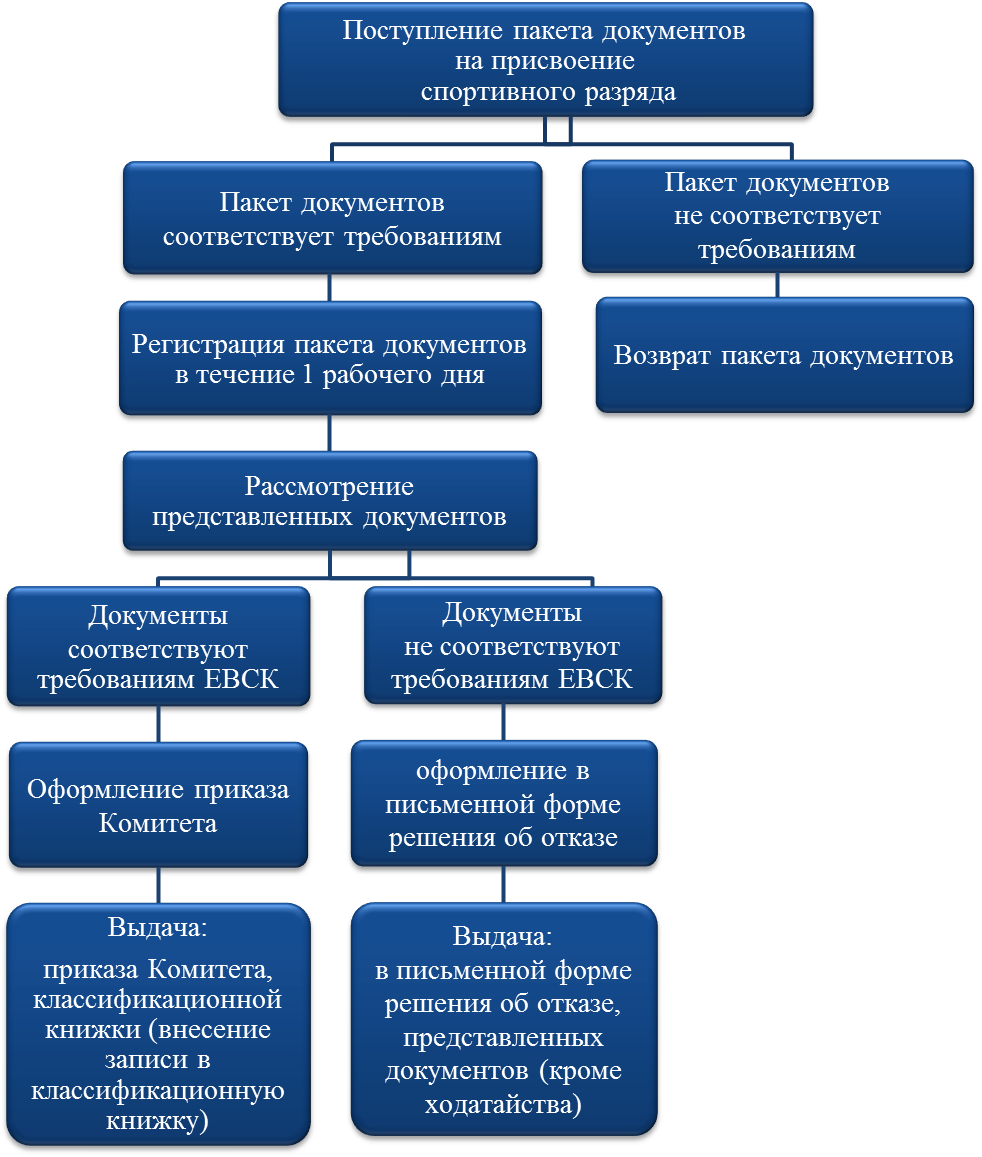 Поступление пакета документов
на присвоение
спортивного разряда
Пакет документов
соответствует требованиям
Пакет документов
не соответствует
требованиям
Регистрация пакета документов
в течение 1 рабочего дня
Возврат пакета документов
Рассмотрение
представленных документов
Документы
соответствуют
требованиям ЕВСК
Документы
не соответствуют
требованиям ЕВСК
Оформление приказа
Комитета
оформление в
письменной форме
решения об отказе
Выдача:
приказа Комитета,
классификационной
книжки (внесение
записи в
классификационную
книжку)
Выдача:
в письменной форме
решения об отказе,
представленных
документов (кроме
ходатайства)